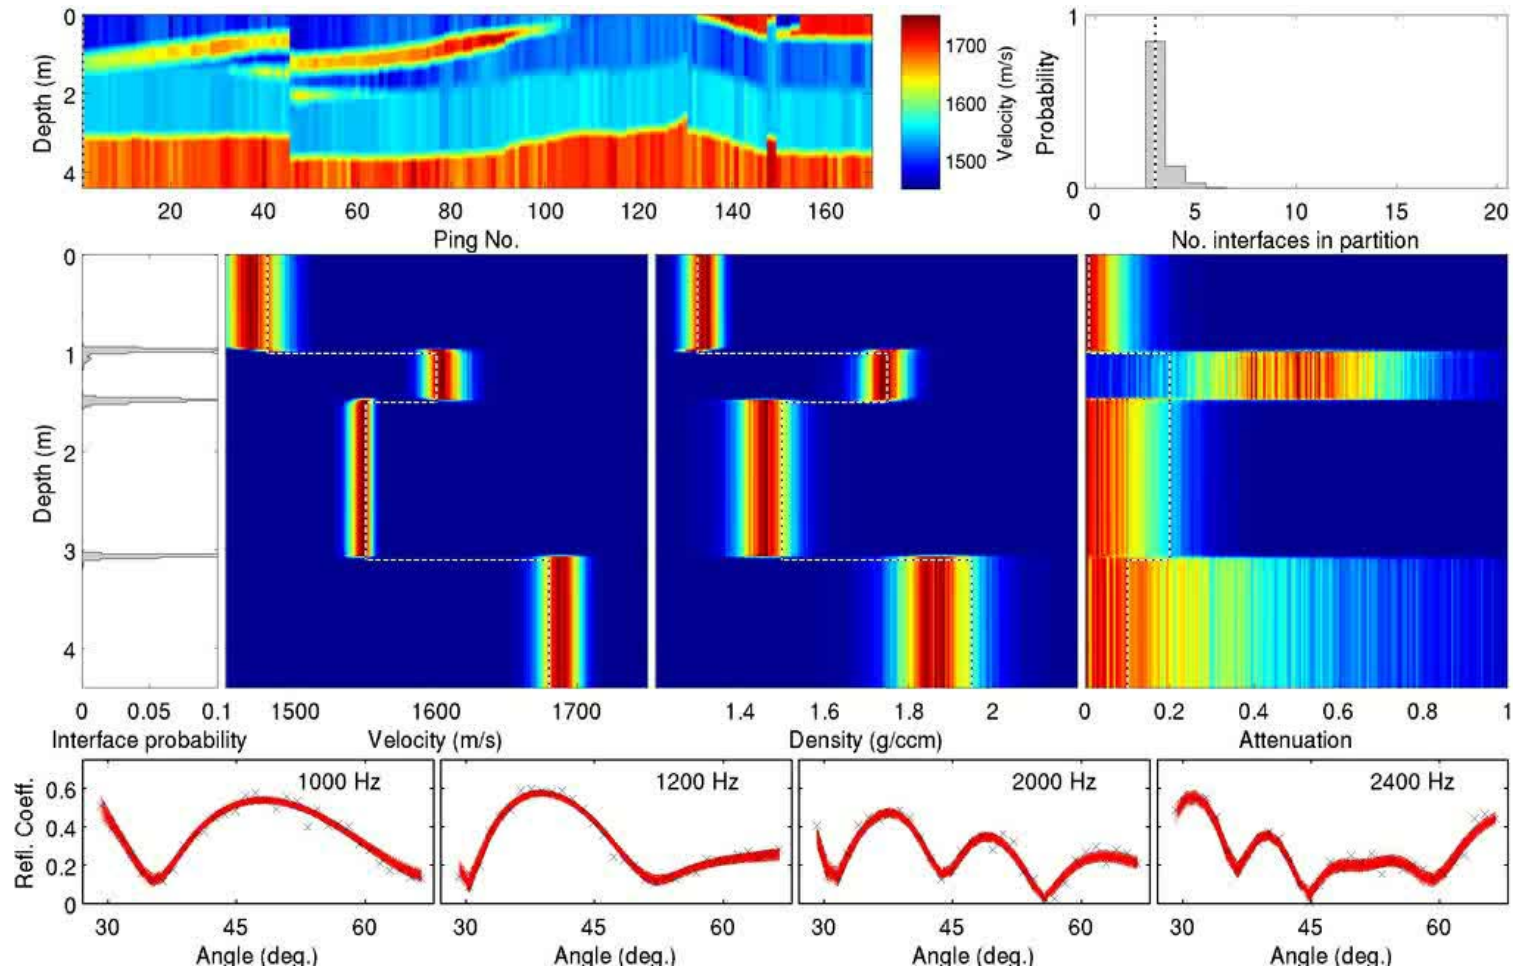 0
2
4
Depth (m)
20 40 60 80 100 120 140 160
Ping No.
1700
1600
1500
Velocity (m/s)
1
0
Probability
0 5 10 15 20
No. interfaces in partition
0
1
2
3
4
Depth (m)
0 0.05 0.1
Interface probability
1500 1600 1700
Velocity (m/s)
1.4 1.6 1.8 2
Density (g/ccm)
0 0.2 0.4 0.6 0.8 1
Attenuation
Refl. Coeff.
0.6
0.4
0.2
0
1000 Hz
30 45 60
Angle (deg.)
1200 Hz
30 45 60
Angle (deg.)
2000 Hz
30 45 60
Angle (deg.)
2400 Hz
30 45 60
Angle (deg.)